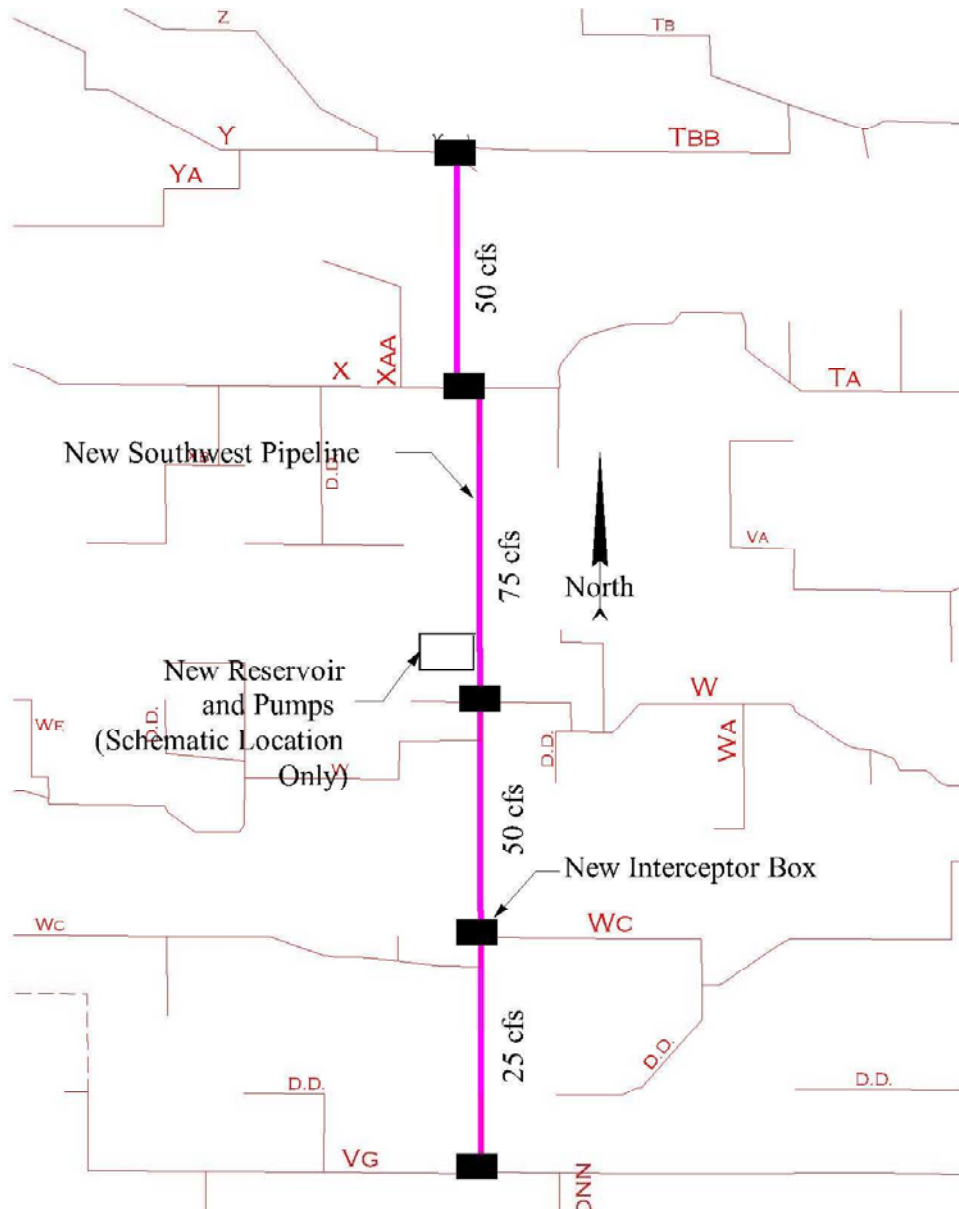 Z
TB
Y
TBB
YA
50 cfs
XAA
X
TA
New Southwest Pipeline
D.D.
75 cfs
VA
North
New Reservoir
and Pumps
(Schematic Location
Only)
D.D.
W
WA
D.D.
W
50 cfs
New Interceptor Box
WC
WC
25 cfs
D.D.
D.D.
D.D.
VG
DNN